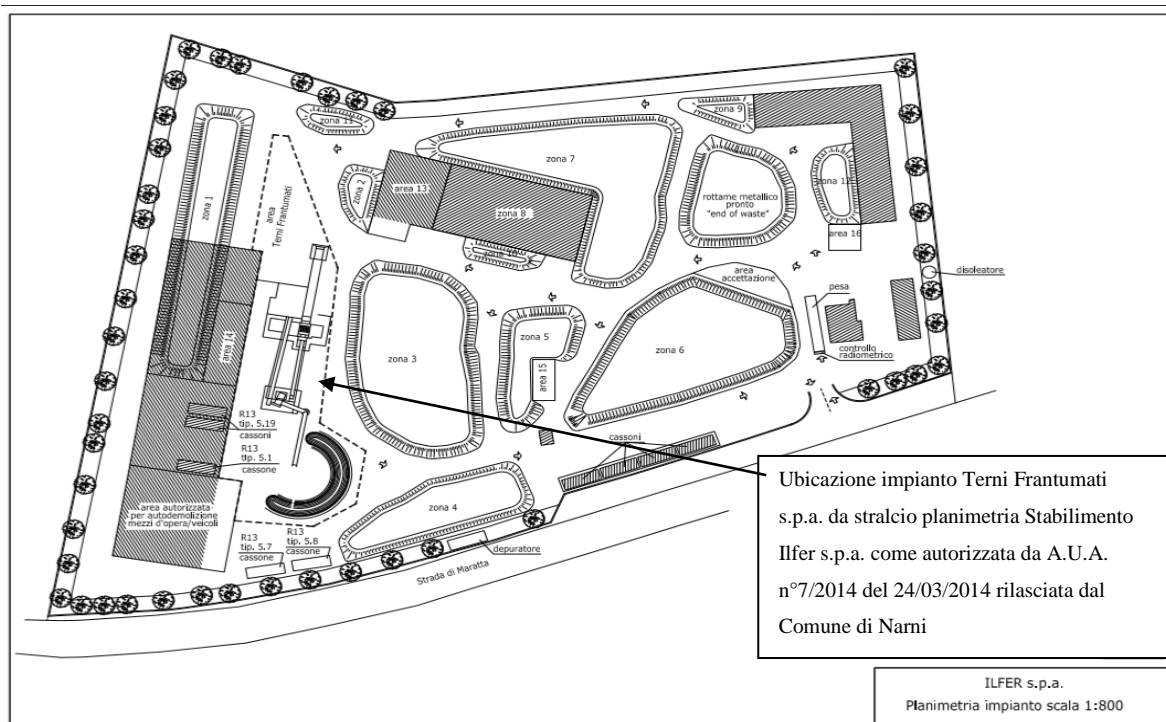 zona 11
zona 9
zona 7
zona 2
area 13
zona 8
rottame metallico
pronto
"end of waste"
zona 12
area 16
zona 1
area
Terni Frantumati
zona 10
area
accettazione
disoleatore
pesa
zona 3
zona 5
zona 6
area 15
controllo
radiometrico
area 14
R13
tip. 5.19
cassoni
R13
tip. 5.1
cassone
area autorizzata
per autodemolizione
mezzi d'opera/veicoli
cassoni
zona 4
R13
tip. 5.7
cassone
R13
tip. 5.8
cassone
depuratore
Strada di Maratta
Ubicazione impianto Terni Frantumati
s.p.a. da stralcio planimetria Stabilimento
Ilfer s.p.a. come autorizzata da A.U.A.
n°7/2014 del 24/03/2014 rilasciata dal
Comune di Narni
ILFER s.p.a.
Planimetria impianto scala 1:800